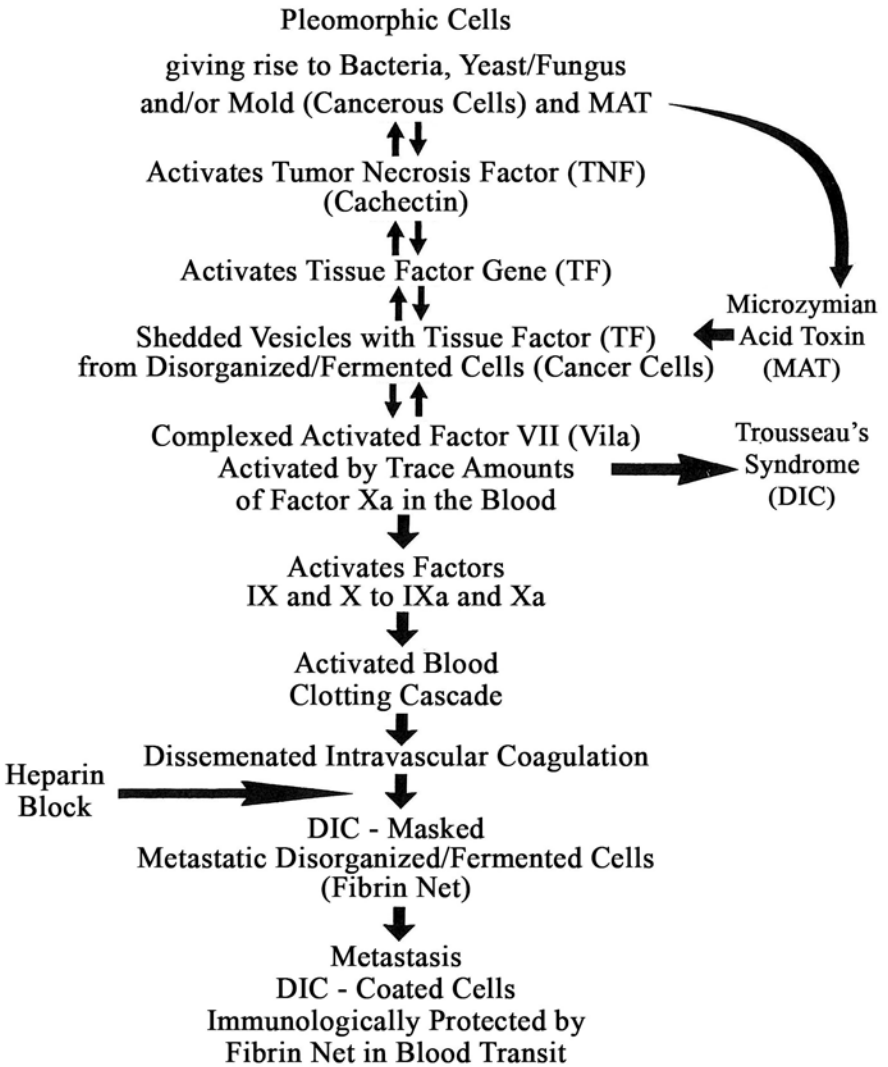 Pleomorphic Cells
giving rise to Bacteria, Yeast/Fungus
and/or Mold (Cancerous Cells) and MAT
Activates Tumor Necrosis Factor (TNF)
(Cachectin)
Activates Tissue Factor Gene (TF)
Microzymian
Acid Toxin
(MAT)
Shedded Vesicles with Tissue Factor (TF)
from Disorganized/Fermented Cells (Cancer Cells)
Complexed Activated Factor VII (Vila)
Activated by Trace Amounts
of Factor Xa in the Blood
Trousseau's
Syndrome
(DIC)
Activates Factors
IX and X to IXa and Xa
Activated Blood
Clotting Cascade
Dissemenated Intravascular Coagulation
Heparin
Block
DIC - Masked
Metastatic Disorganized/Fermented Cells
(Fibrin Net)
Metastasis
DIC - Coated Cells
Immunologically Protected by
Fibrin Net in Blood Transit